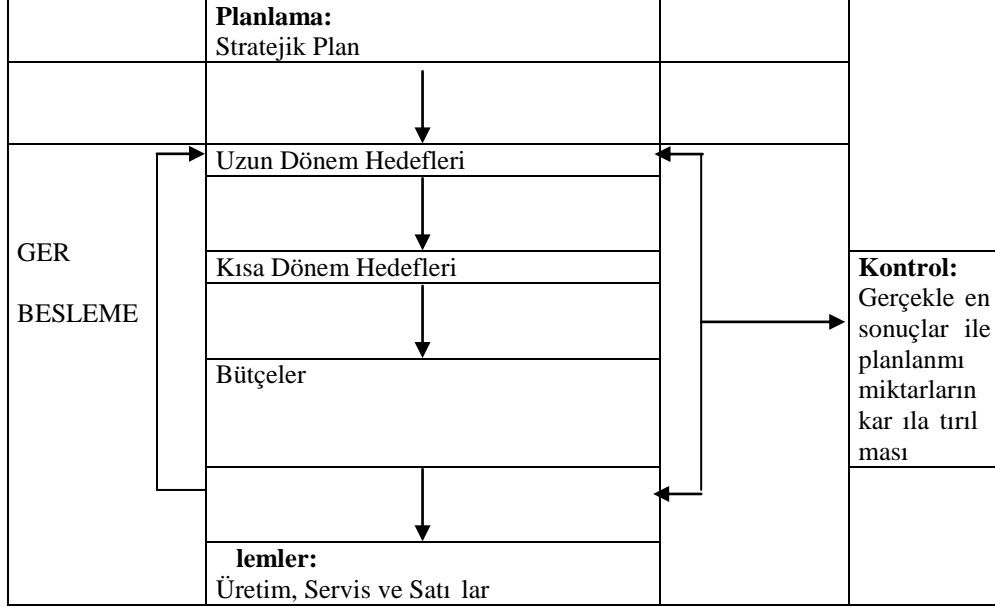 Planlama:
Stratejik Plan
Uzun Dönem Hedefleri
GER
BESLEME
Kısa Dönem Hedefleri
Bütçeler
Kontrol:
Gerçekle en
sonuçlar ile
planlanmı
miktarların
kar ıla tırıl
ması
lemler:
Üretim, Servis ve Satı lar